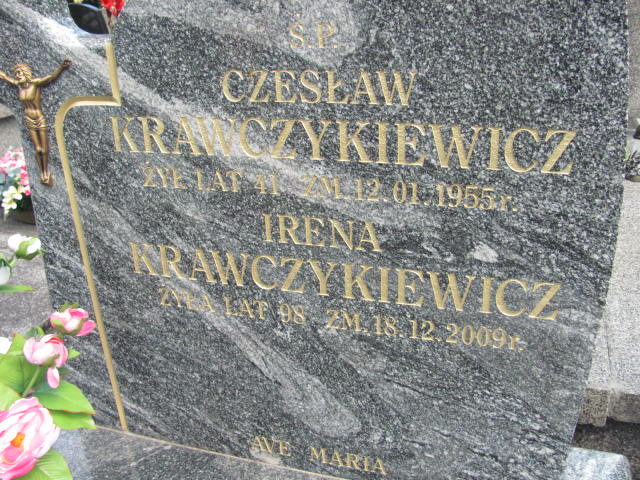 Ś.P.
CZESŁAW
KRAWCZYKIEWICZ
ŻYŁ LAT 41 ZM.12.01.1955r.
IRENA
KRAWCZYKIEWICZ
ŻYŁA LAT 98 ZM.18.12.2009r.
AVE MARIA